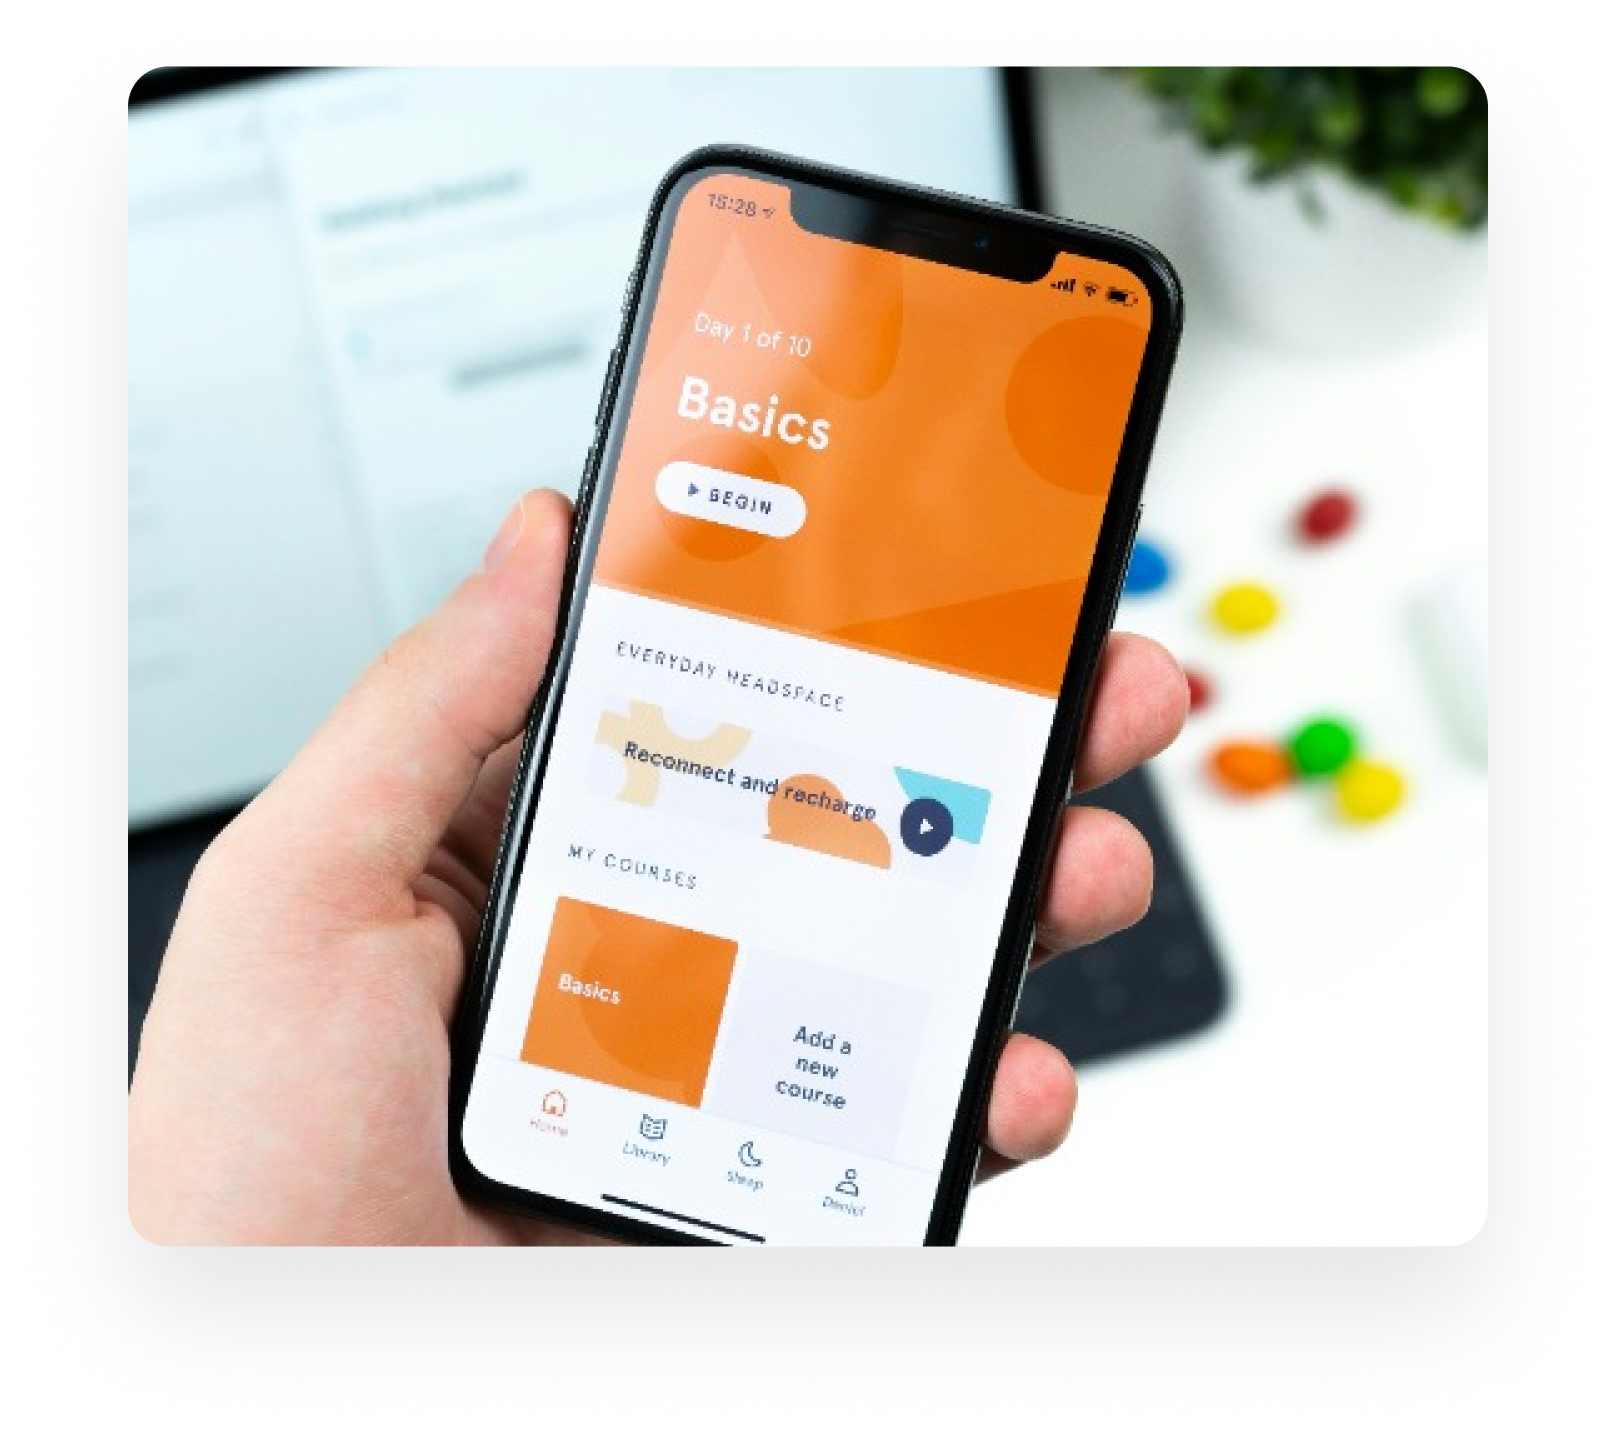 15:28
Day 1 of 10
Basics
BEGIN
EVERYDAY HEADSPACE
Reconnect and recharge
MY COURSES
Basics
Add a
new
course
Home
Library
Sleep
Daniel